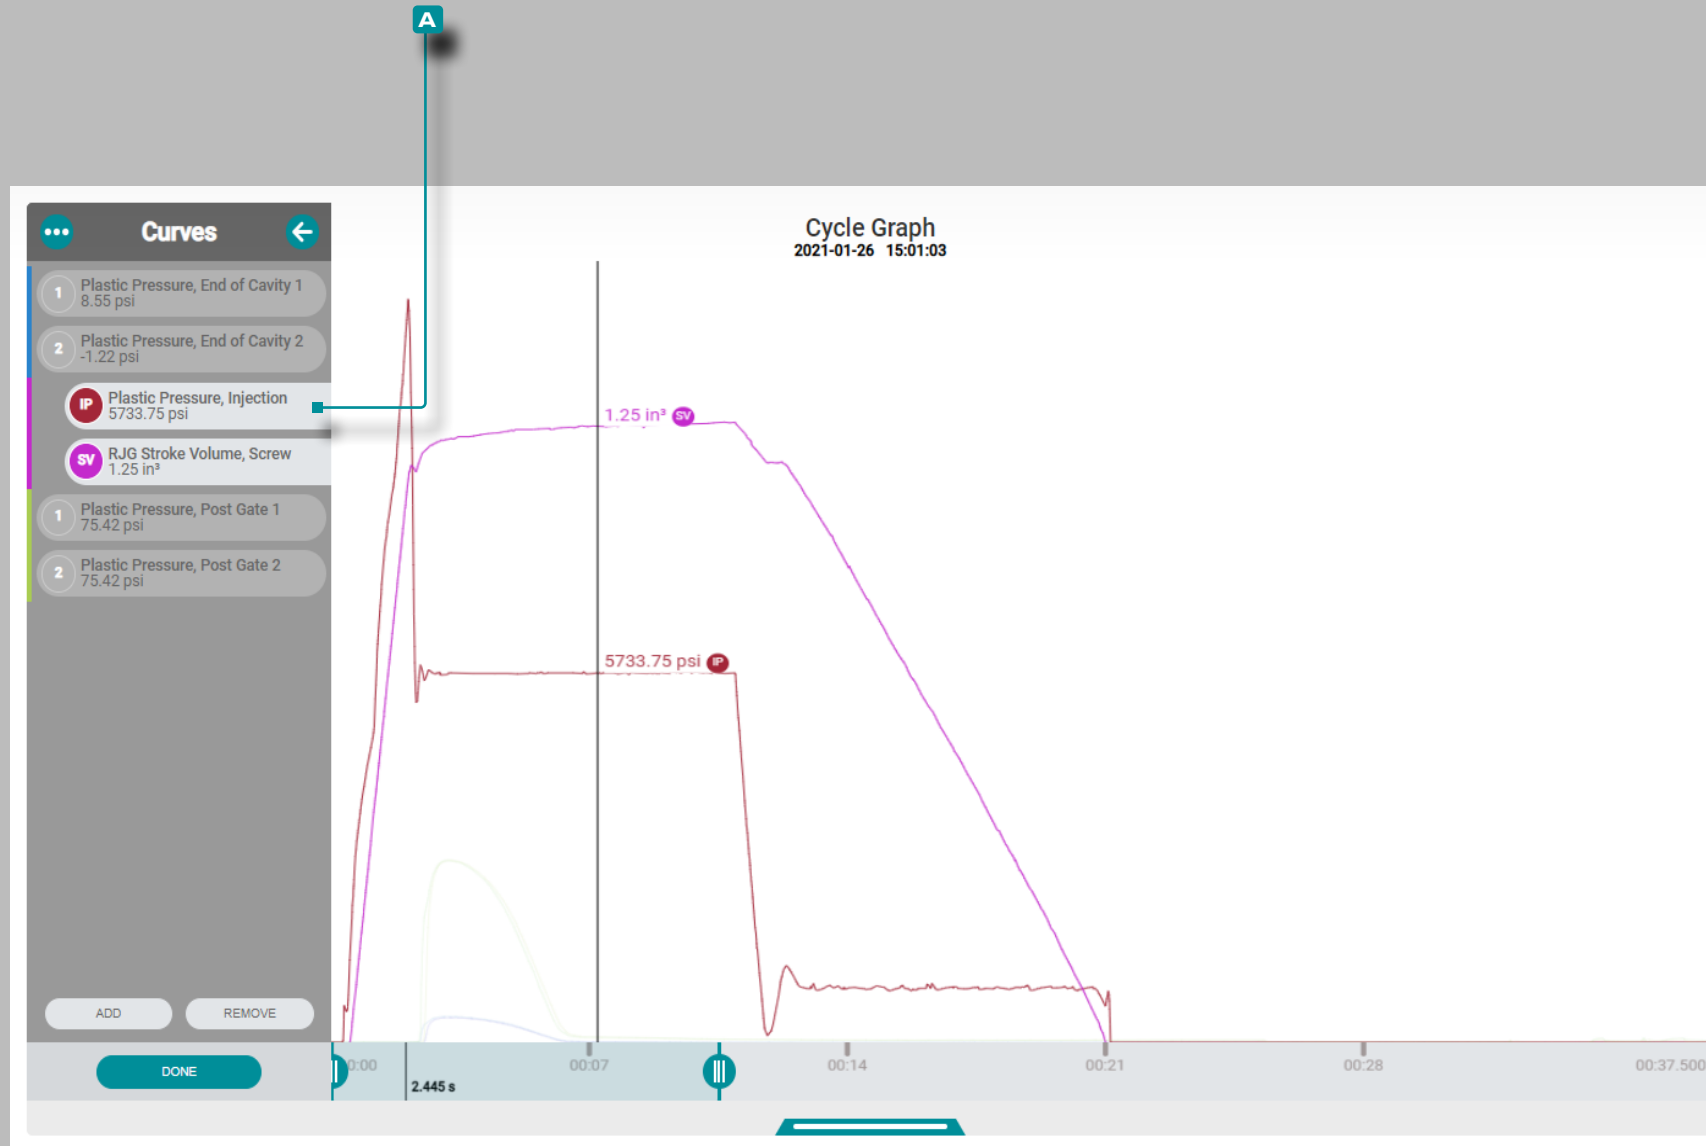 A
Curves
Cycle Graph
2021-01-26 15:01:03
1 Plastic Pressure, End of Cavity 1
8.55 psi
2 Plastic Pressure, End of Cavity 2
-1.22 psi
IP Plastic Pressure, Injection
5733.75 psi
SV RJG Stroke Volume, Screw
1.25 in³
1 Plastic Pressure, Post Gate 1
75.42 psi
2 Plastic Pressure, Post Gate 2
75.42 psi
1.25 in³ SV
5733.75 psi IP
ADD REMOVE
DONE
0:00 00:07 00:14 00:21 00:28 00:37.500
2.445 s